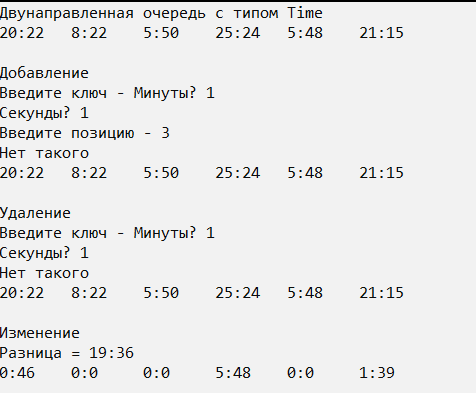 Двунаправленная очередь с типом Time
20:22 8:22 5:50 25:24 5:48 21:15
Добавление
Введите ключ - Минуты? 1
Секунды? 1
Введите позицию - 3
Нет такого
20:22 8:22 5:50 25:24 5:48 21:15
Удаление
Введите ключ - Минуты? 1
Секунды? 1
Нет такого
20:22 8:22 5:50 25:24 5:48 21:15
Изменение
Разница = 19:36
0:46 0:0 0:0 5:48 0:0 1:39